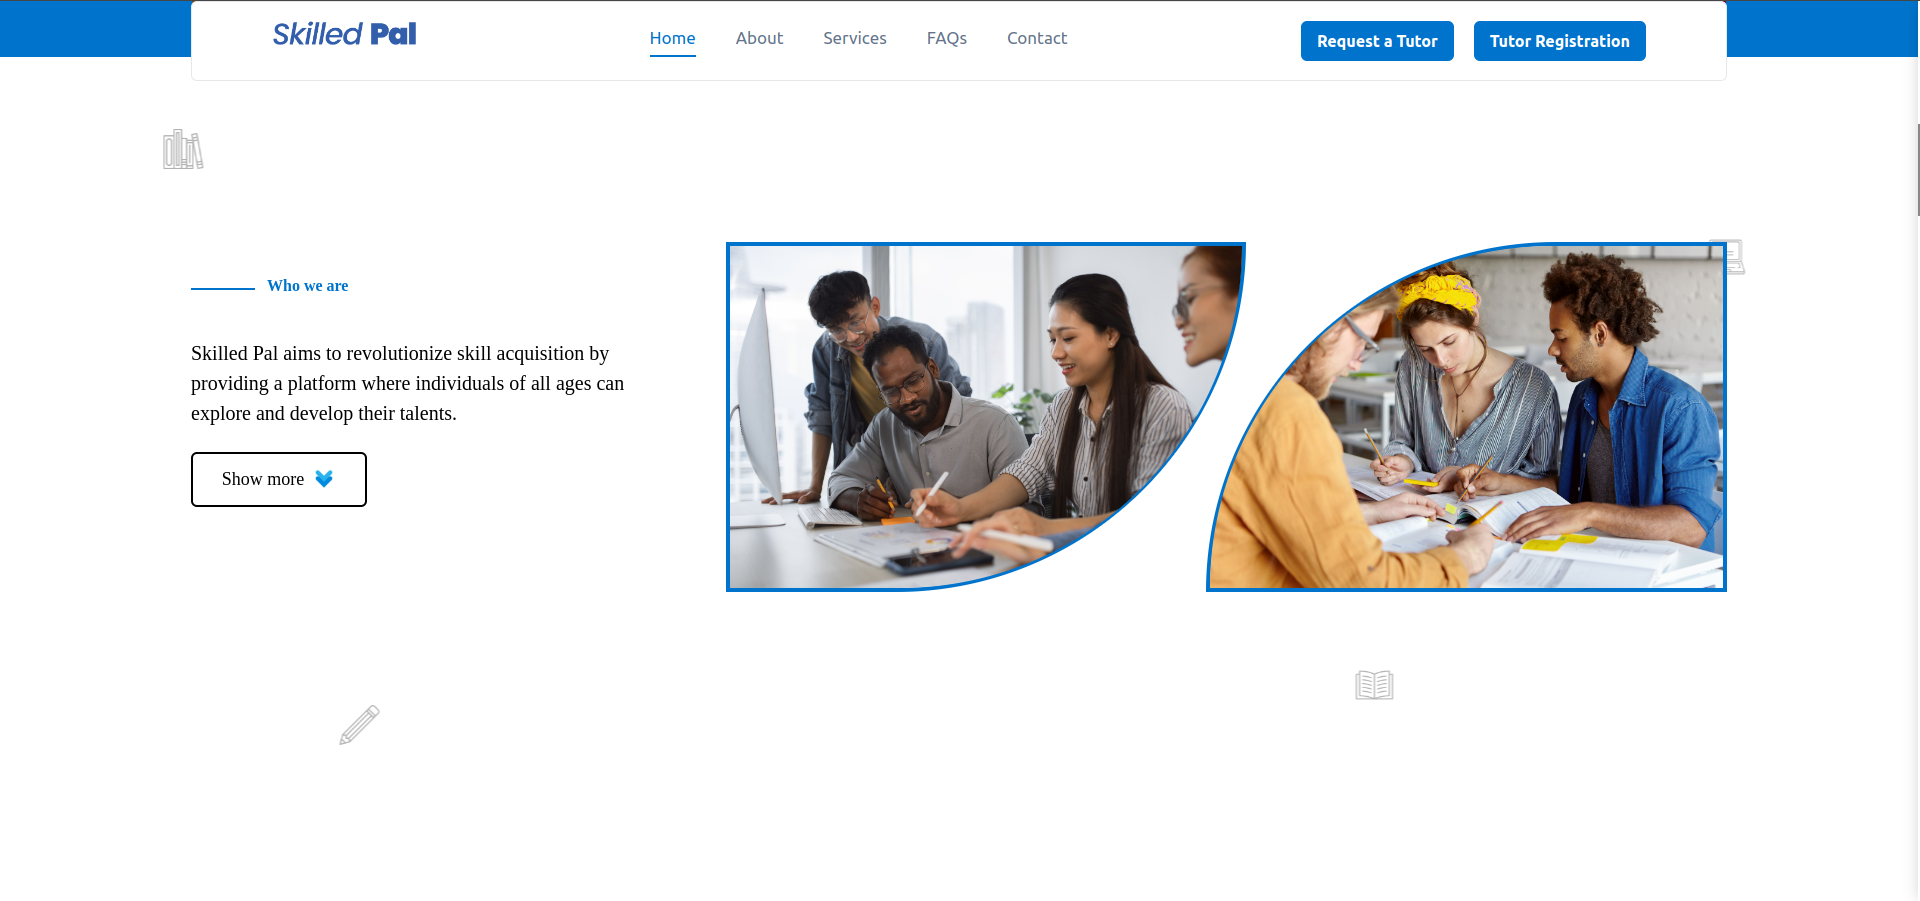 Skilled Pal
Home
About
Services
FAQs
Contact
Request a Tutor
Tutor Registration
Who we are
Skilled Pal aims to revolutionize skill acquisition by
providing a platform where individuals of all ages can
explore and develop their talents.
Show more